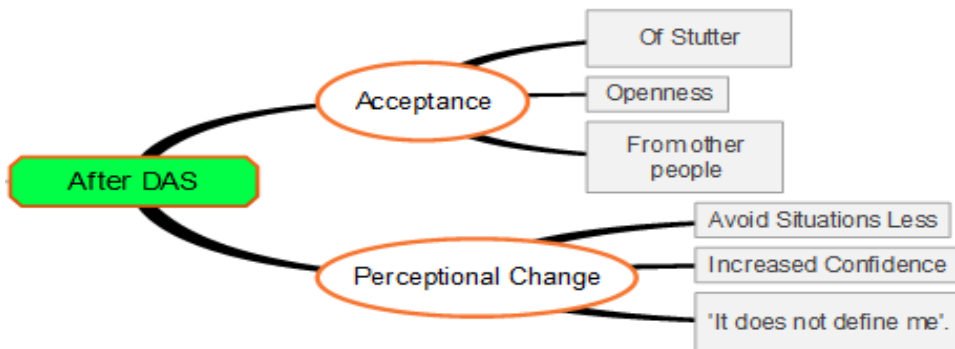 After DAS
Acceptance
Of Stutter
Openness
From other
people
Perceptional Change
Avoid Situations Less
Increased Confidence
'It does not define me'.